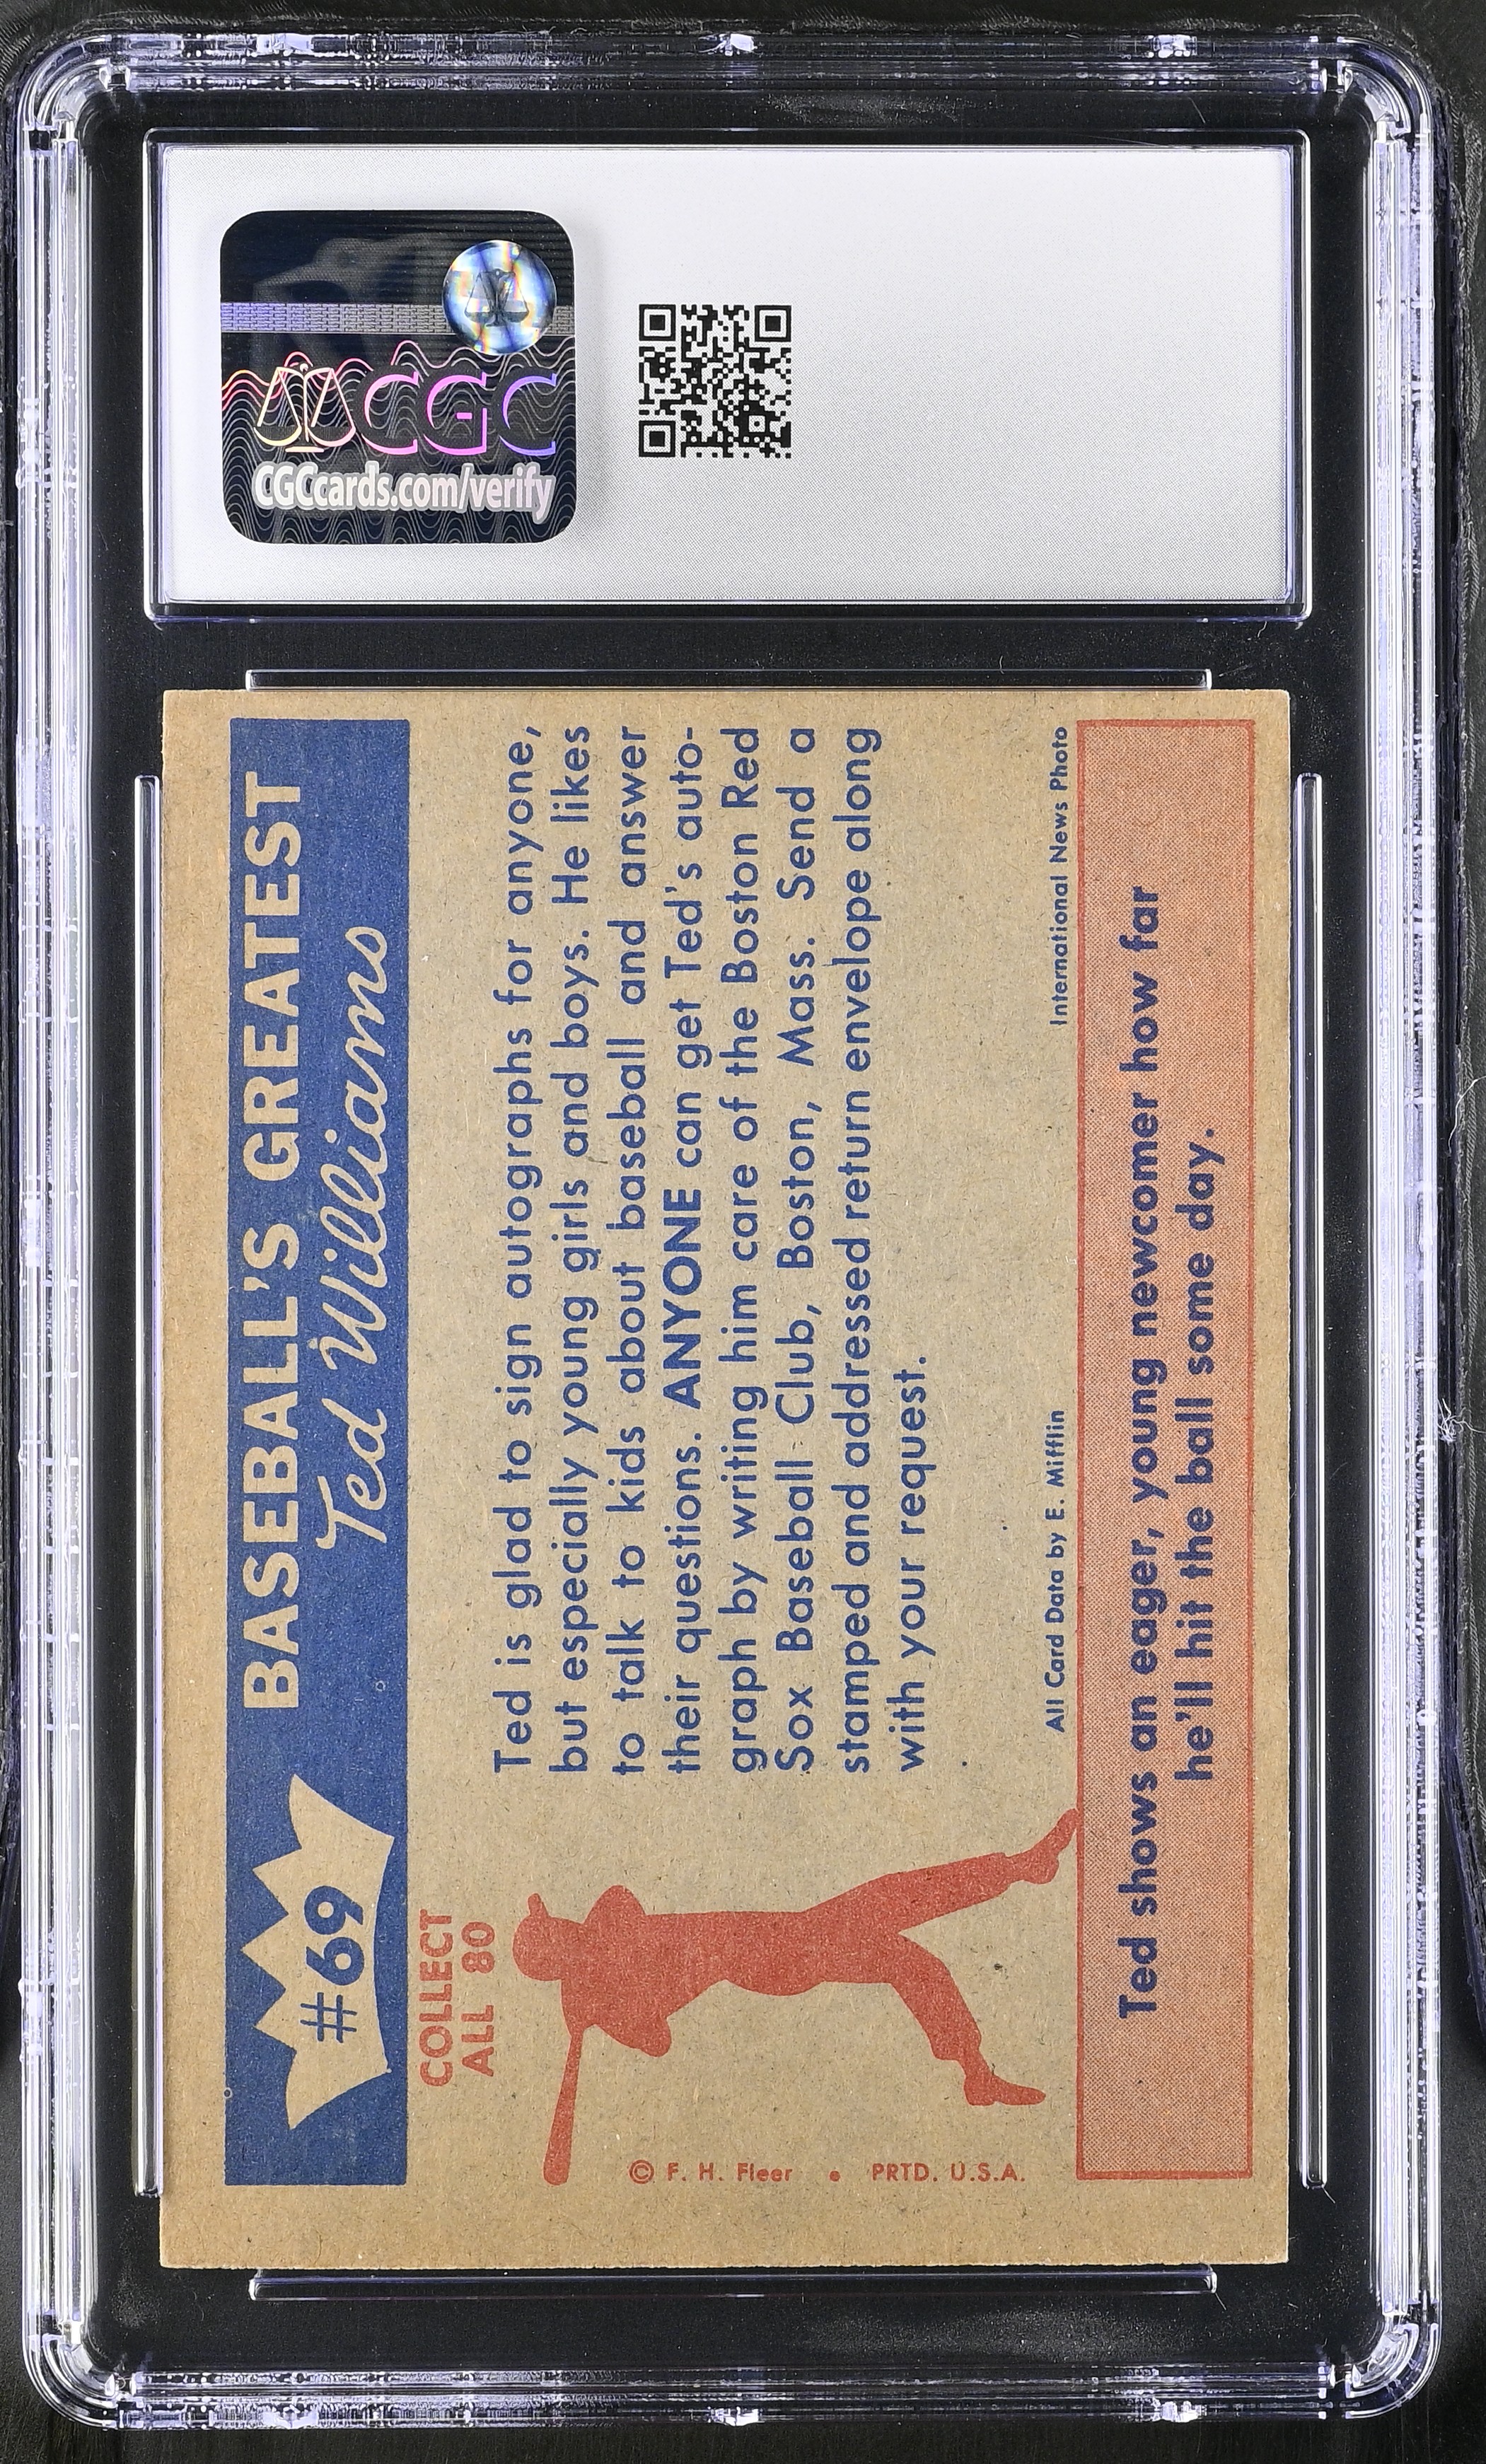 CGC
CGCcards.com/verify
#69
BASEBALL'S GREATEST
Ted Williams
COLLECT
ALL 80
Ted is glad to sign autographs for anyone,
but especially young girls and boys. He likes
to talk to kids about baseball and answer
their questions. ANYONE can get Ted's auto-
graph by writing him care of the Boston Red
Sox Baseball Club, Boston, Mass. Send a
stamped and addressed return envelope along
with your request.
© F. H. Fleer • PRTD. U.S.A.
All Card Data by E. Mifflin
International News Photo
Ted shows an eager, young newcomer how far
he'll hit the ball some day.